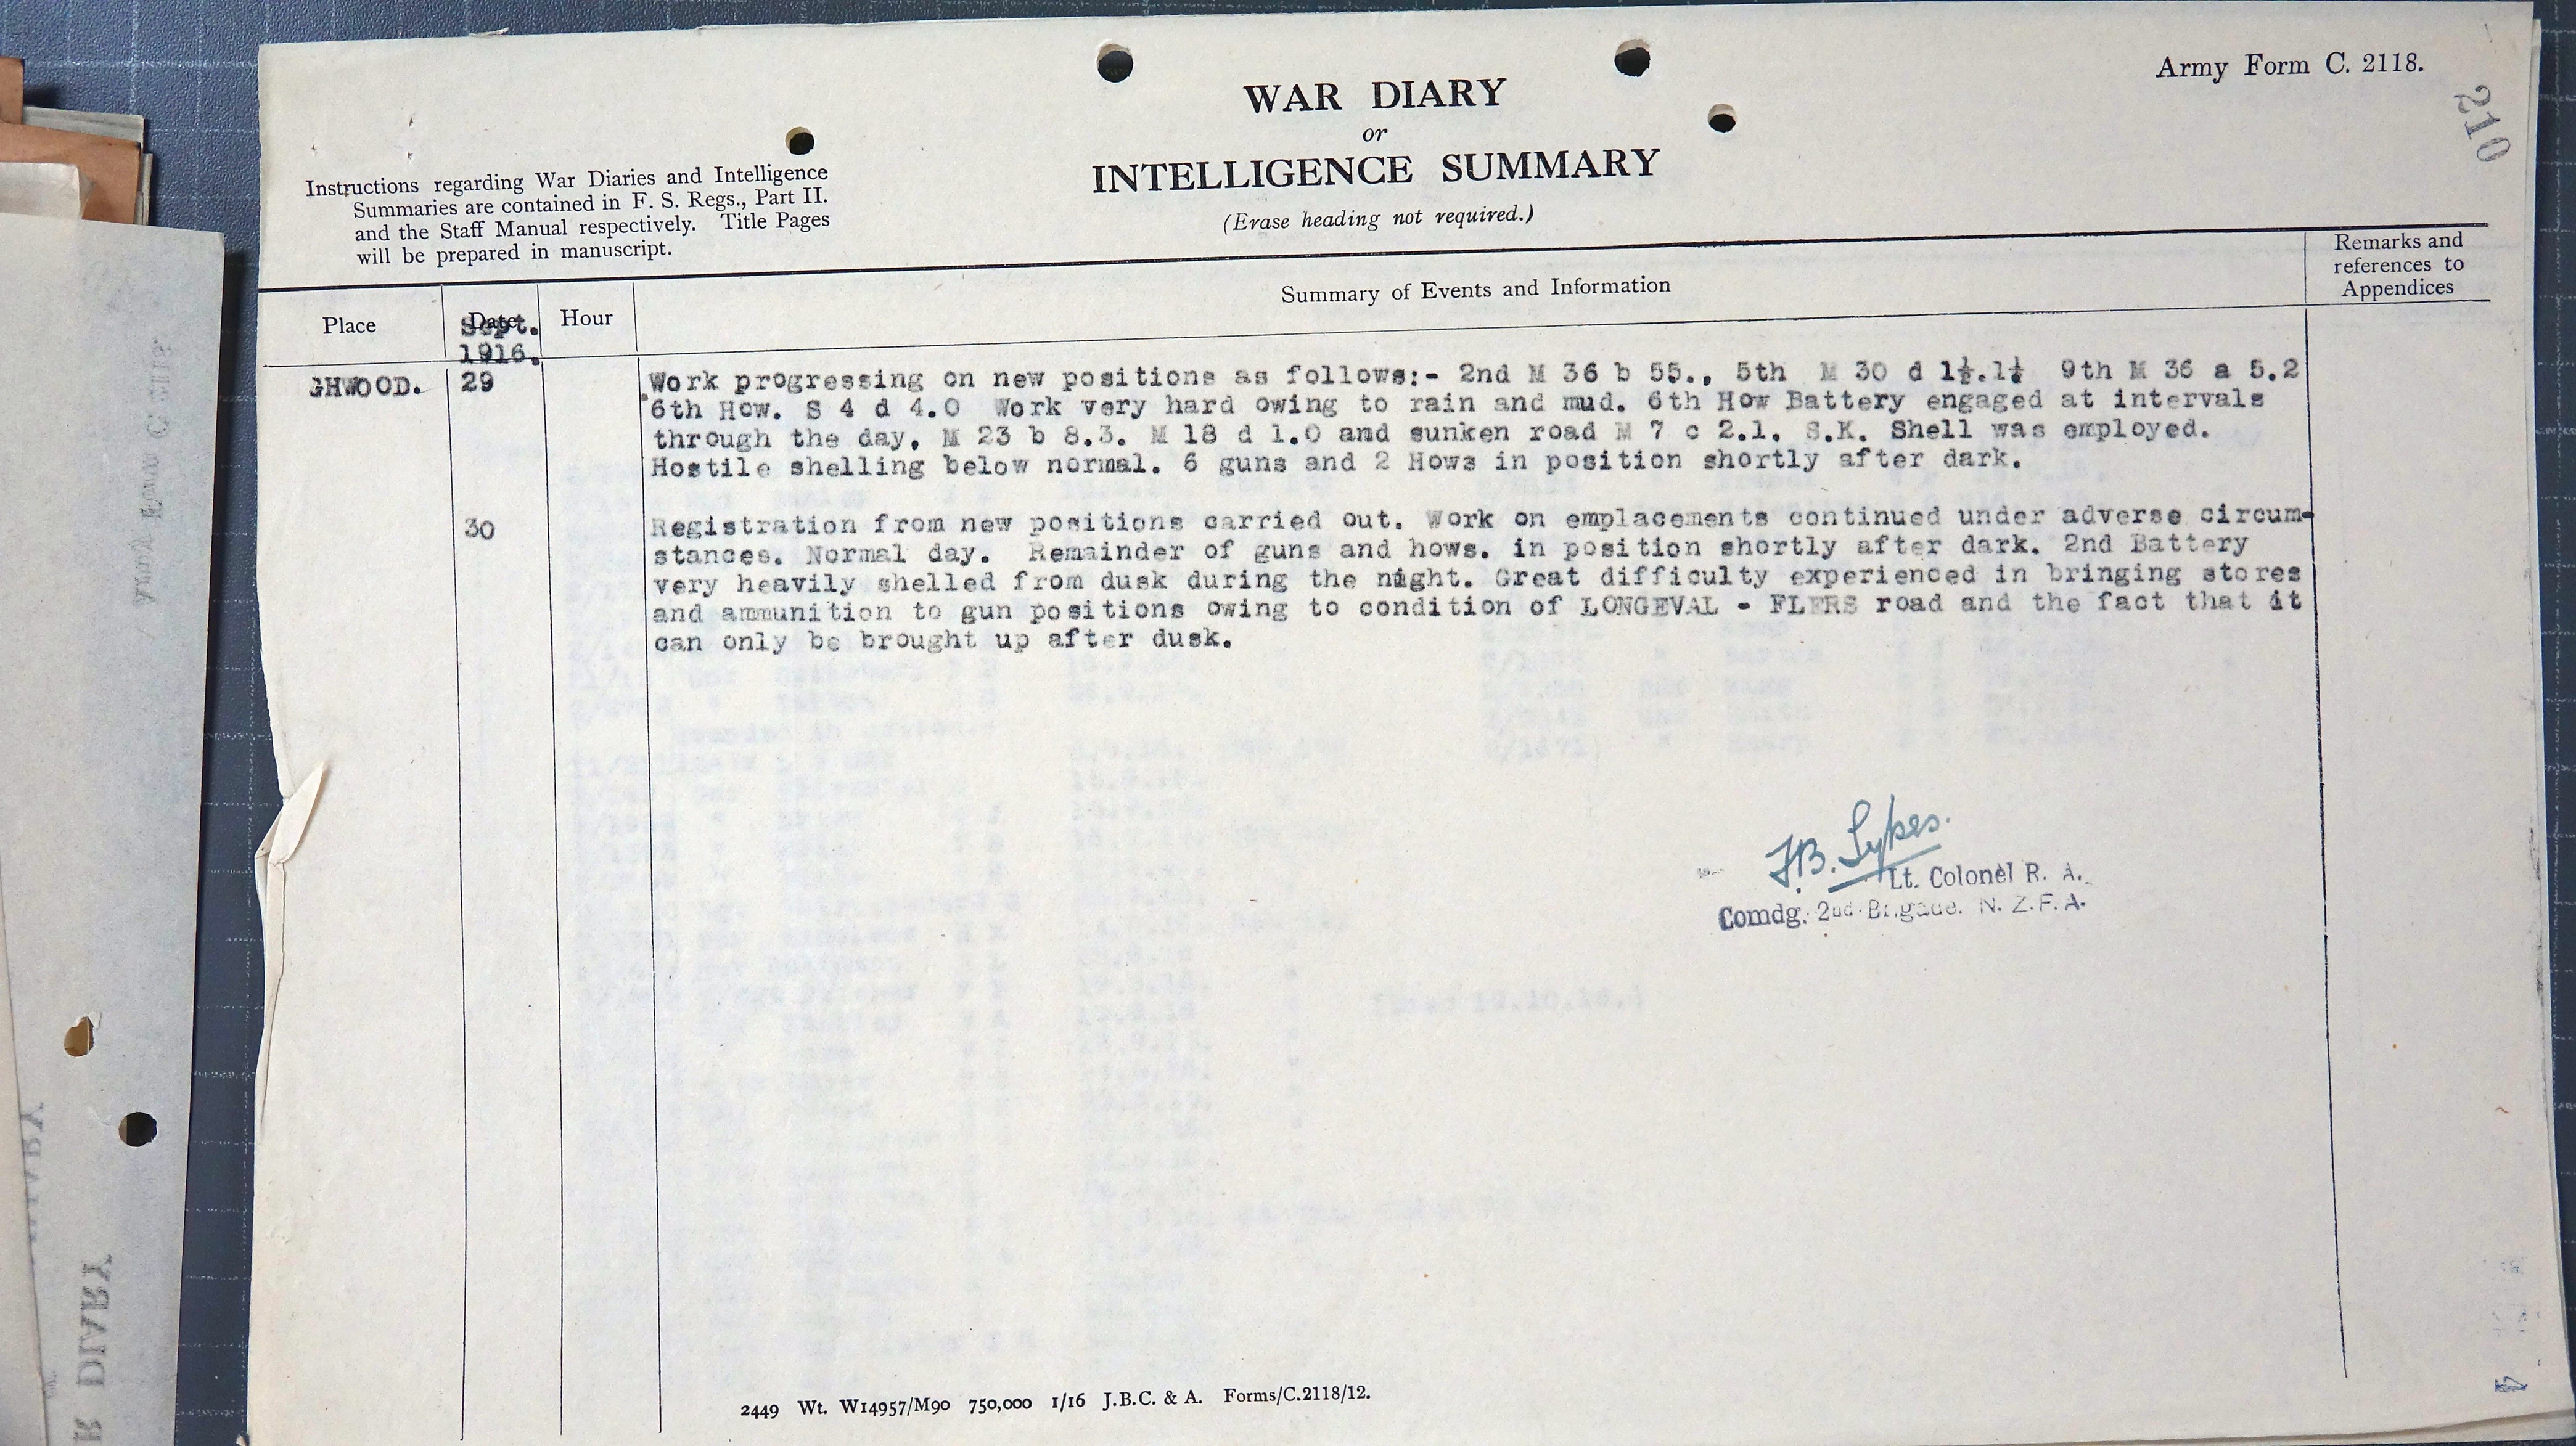 Army Form C. 2118.
210
WAR DIARY
or
INTELLIGENCE SUMMARY
(Erase heading not required.)
Instructions regarding War Diaries and Intelligence
Summaries are contained in F. S. Regs., Part II.
and the Staff Manual respectively. Title Pages
will be prepared in manuscript.
Place
Date
Hour
Summary of Events and Information
Remarks and
references to
Appendices
Sept.
1916.
GHWOOD.
29
Work progressing on new positions as follows:- 2nd M 36 b 55., 5th M 30 d 1½.1¼ 9th M 36 a 5.2
6th How. S 4 d 4.0 Work very hard owing to rain and mud. 6th How Battery engaged at intervals
through the day, M 23 b 8.3. M 18 d 1.0 and sunken road M 7 c 2.1. S.K. Shell was employed.
Hostile shelling below normal. 6 guns and 2 Hows in position shortly after dark.
30
Registration from new positions carried out. Work on emplacements continued under adverse circum-
stances. Normal day. Remainder of guns and hows. in position shortly after dark. 2nd Battery
very heavily shelled from dusk during the night. Great difficulty experienced in bringing stores
and ammunition to gun positions owing to condition of LONGEVAL - FLERS road and the fact that it
can only be brought up after dusk.
F.B. Sykes.
Lt. Colonel R. A.
Comdg. 2nd Brigade. N. Z. F. A.
2449 Wt. W14957/M90 750,000 1/16 J.B.C. & A. Forms/C.2118/12.
R DIARY